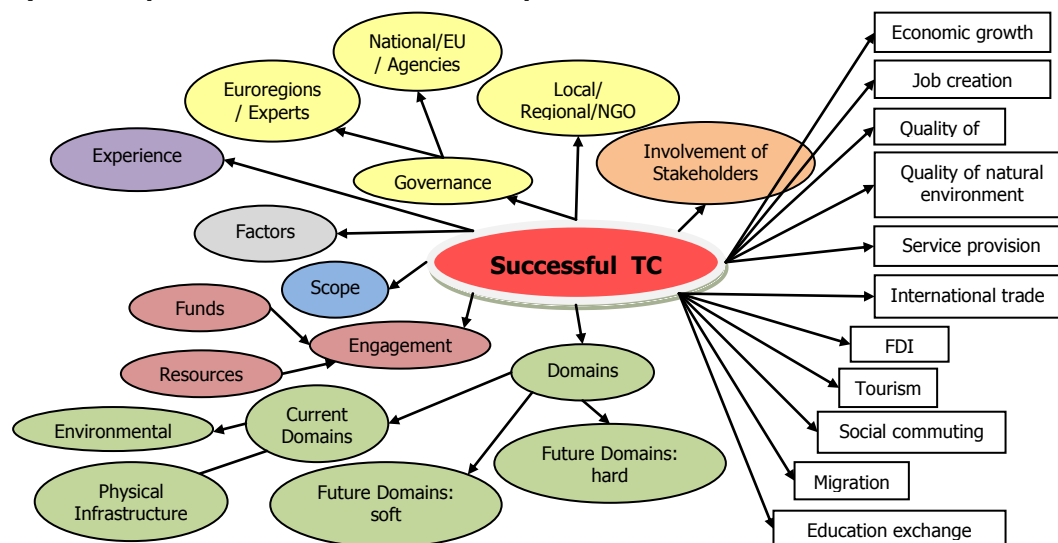 National/EU
/ Agencies
Euroregions
/ Experts
Local/
Regional/NGO
Experience
Governance
Involvement of
Stakeholders
Factors
Successful TC
Scope
Funds
Engagement
Resources
Domains
Environmental
Current
Domains
Physical
Infrastructure
Future Domains:
soft
Future Domains:
hard
Economic growth
Job creation
Quality of
Quality of natural
environment
Service provision
International trade
FDI
Tourism
Social commuting
Migration
Education exchange